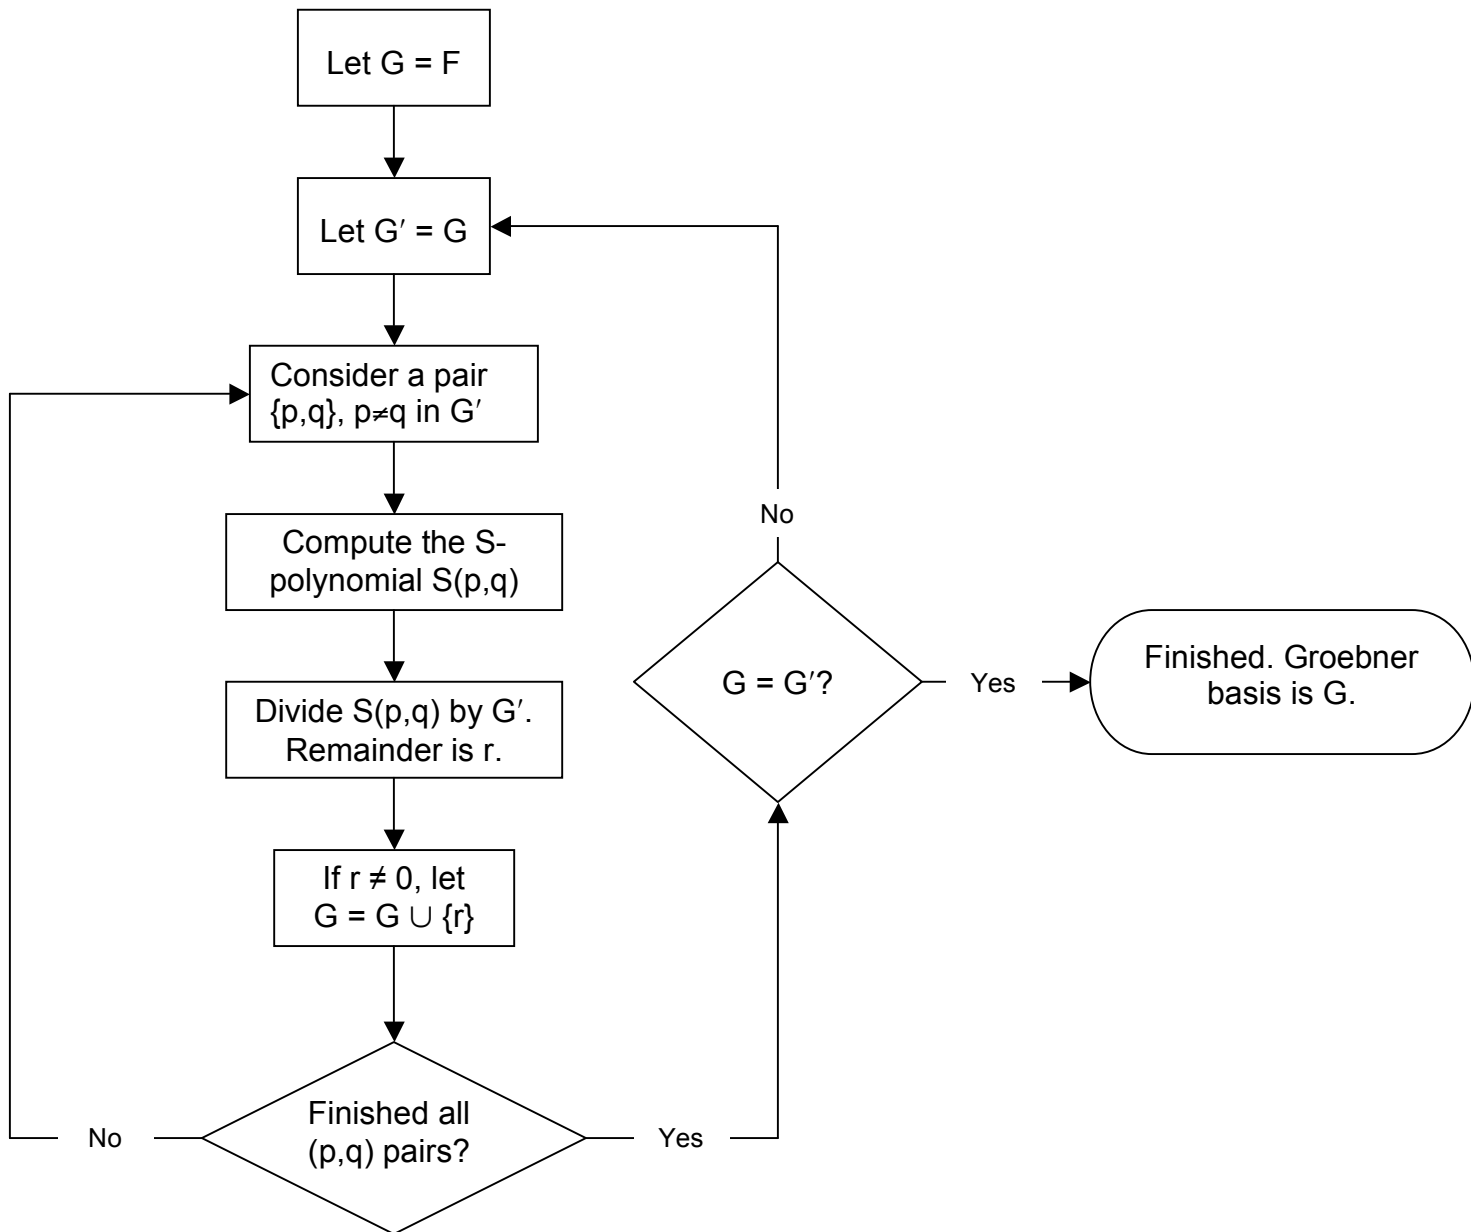 Let G = F
Let G′ = G
Consider a pair
{p,q}, p≠q in G′
Compute the S-
polynomial S(p,q)
Divide S(p,q) by G′.
Remainder is r.
If r ≠ 0, let
G = G ∪ {r}
Finished all
(p,q) pairs?
No
Yes
G = G′?
No
Yes
Finished. Groebner
basis is G.